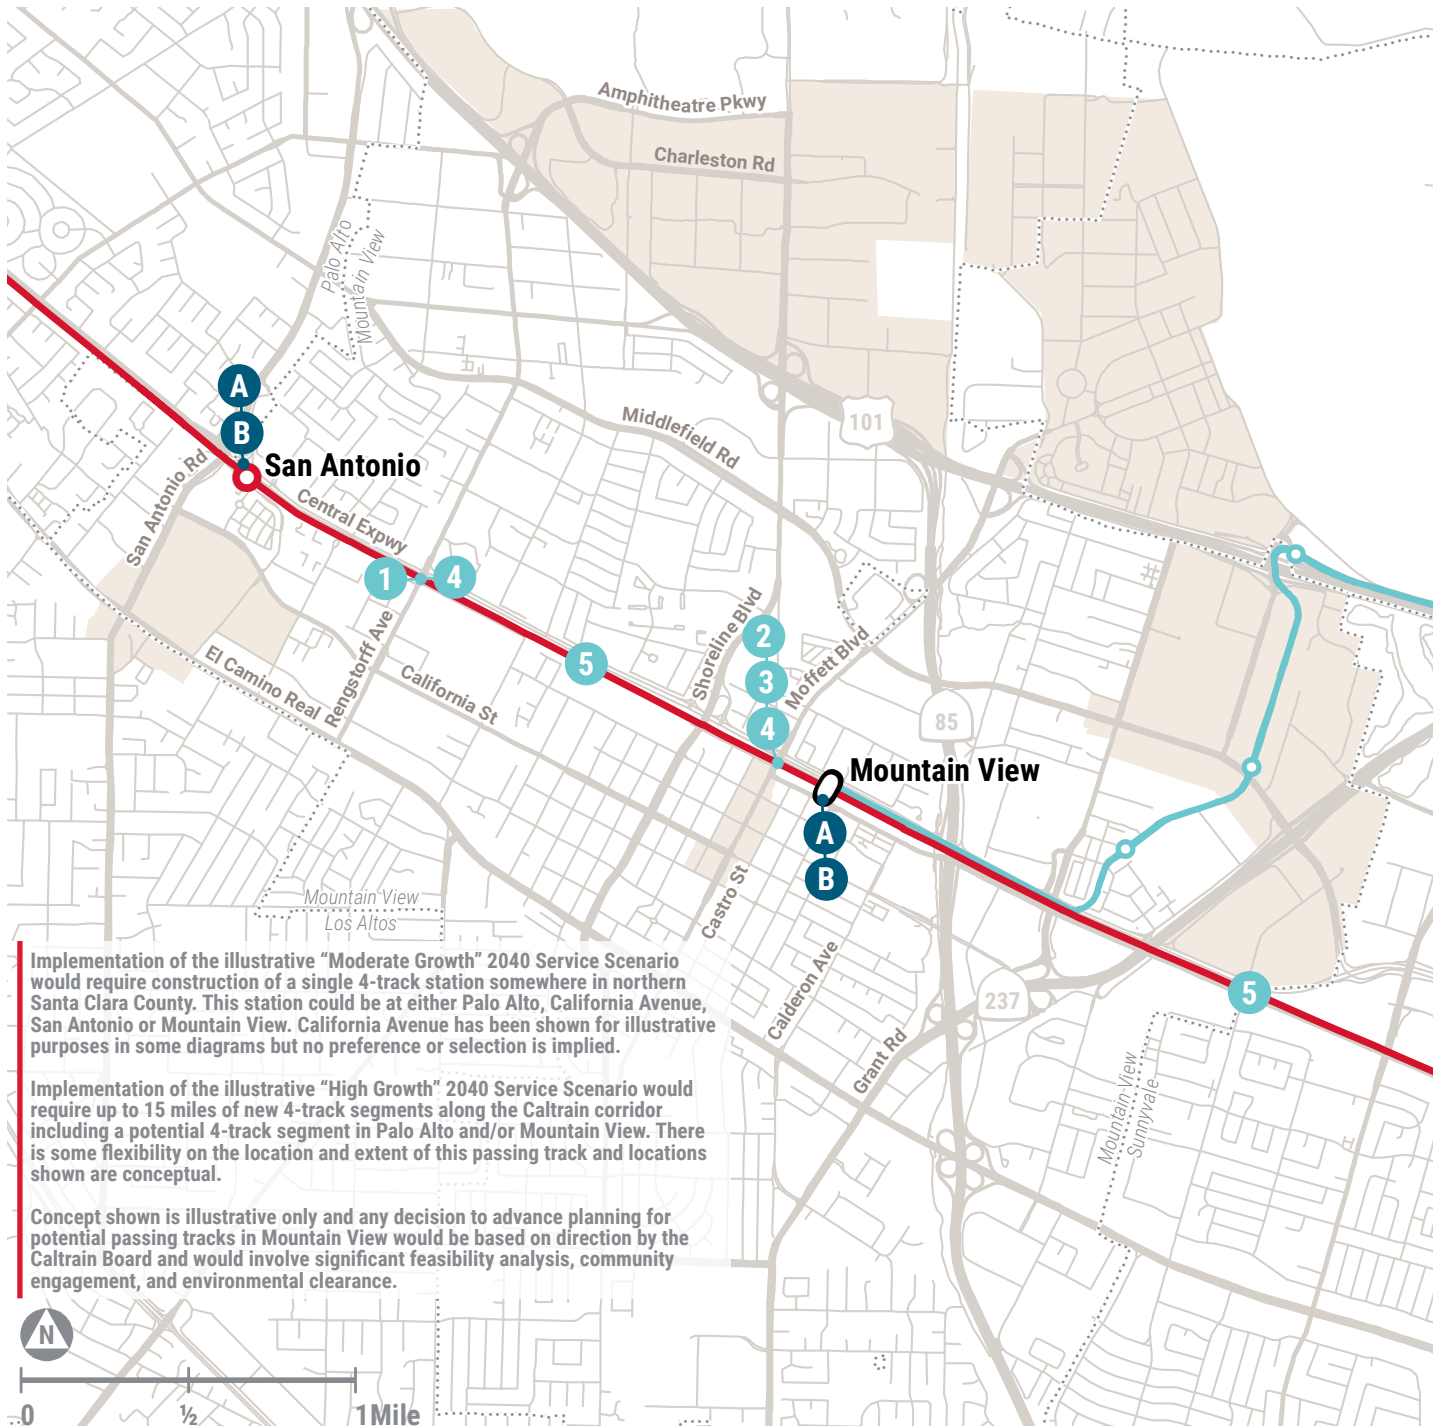 Amphitheatre Pkwy
Charleston Rd
Palo Alto
Mountain View
A
B
San Antonio
San Antonio Rd
Central Expwy
Middlefield Rd
101
1
4
5
2
3
4
Shoreline Blvd
Moffett Blvd
Rengstorff Ave
El Camino Real
California St
85
Mountain View
A
B
Castro St
Calderon Ave
Grant Rd
237
5
Mountain View
Los Altos
Mountain View
Sunnyvale
Implementation of the illustrative “Moderate Growth” 2040 Service Scenario
would require construction of a single 4-track station somewhere in northern
Santa Clara County. This station could be at either Palo Alto, California Avenue,
San Antonio or Mountain View. California Avenue has been shown for illustrative
purposes in some diagrams but no preference or selection is implied.
Implementation of the illustrative “High Growth” 2040 Service Scenario would
require up to 15 miles of new 4-track segments along the Caltrain corridor
including a potential 4-track segment in Palo Alto and/or Mountain View. There
is some flexibility on the location and extent of this passing track and locations
shown are conceptual.
Concept shown is illustrative only and any decision to advance planning for
potential passing tracks in Mountain View would be based on direction by the
Caltrain Board and would involve significant feasibility analysis, community
engagement, and environmental clearance.
N
0 ½ 1 Mile